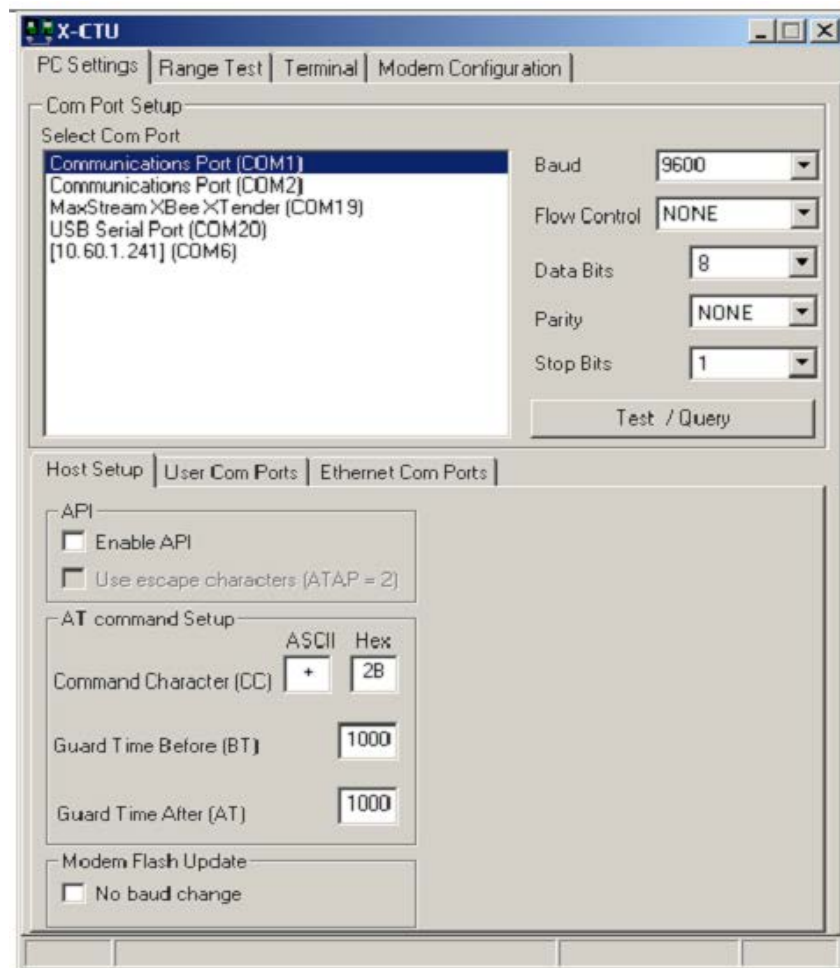 X-CTU
PC Settings Range Test Terminal Modem Configuration
Com Port Setup
Select Com Port
Communications Port (COM1)
Communications Port (COM2)
MaxStream XBee XTender (COM19)
USB Serial Port (COM20)
[10.60.1.241] (COM6)
Baud 9600
Flow Control NONE
Data Bits 8
Parity NONE
Stop Bits 1
Test / Query
Host Setup User Com Ports Ethernet Com Ports
API
Enable API
Use escape characters (ATAP = 2)
AT command Setup
ASCII Hex
Command Character (CC) + 2B
Guard Time Before (BT) 1000
Guard Time After (AT) 1000
Modem Flash Update
No baud change